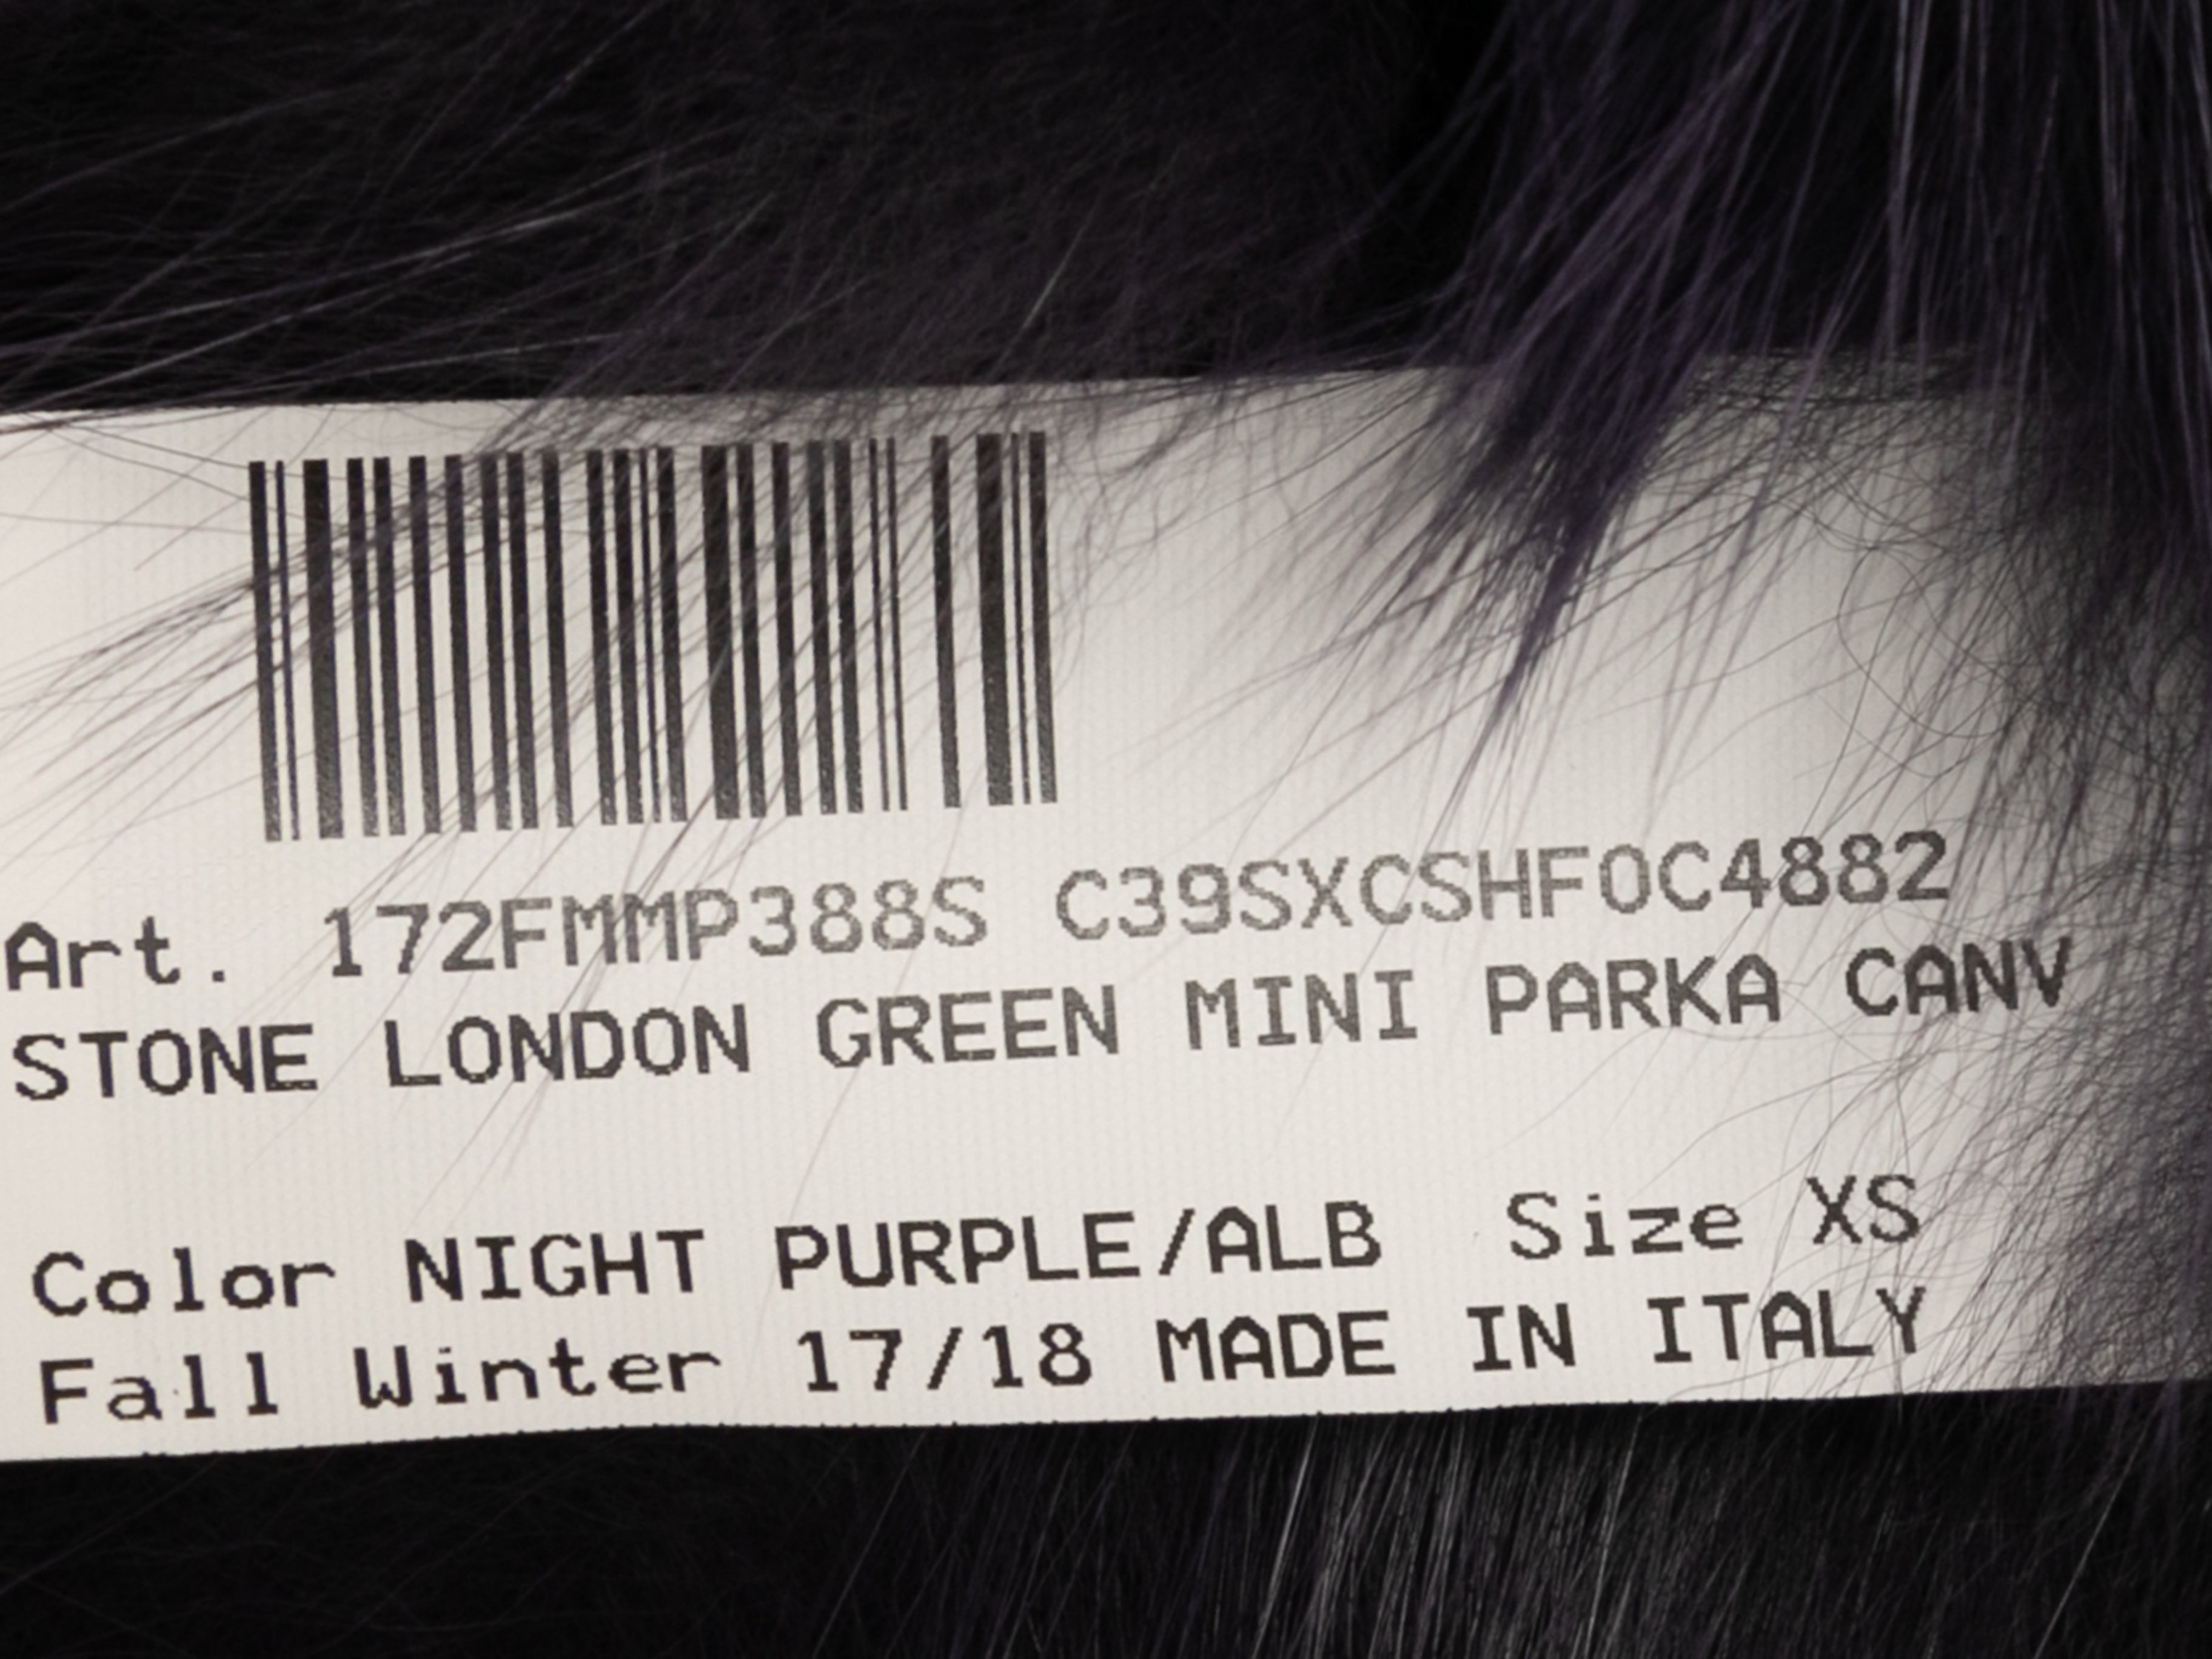 Art. 172FMMP388S C39SXCSHFOC4882
STONE LONDON GREEN MINI PARKA CANV
Color NIGHT PURPLE/ALB Size XS
Fall Winter 17/18 MADE IN ITALY